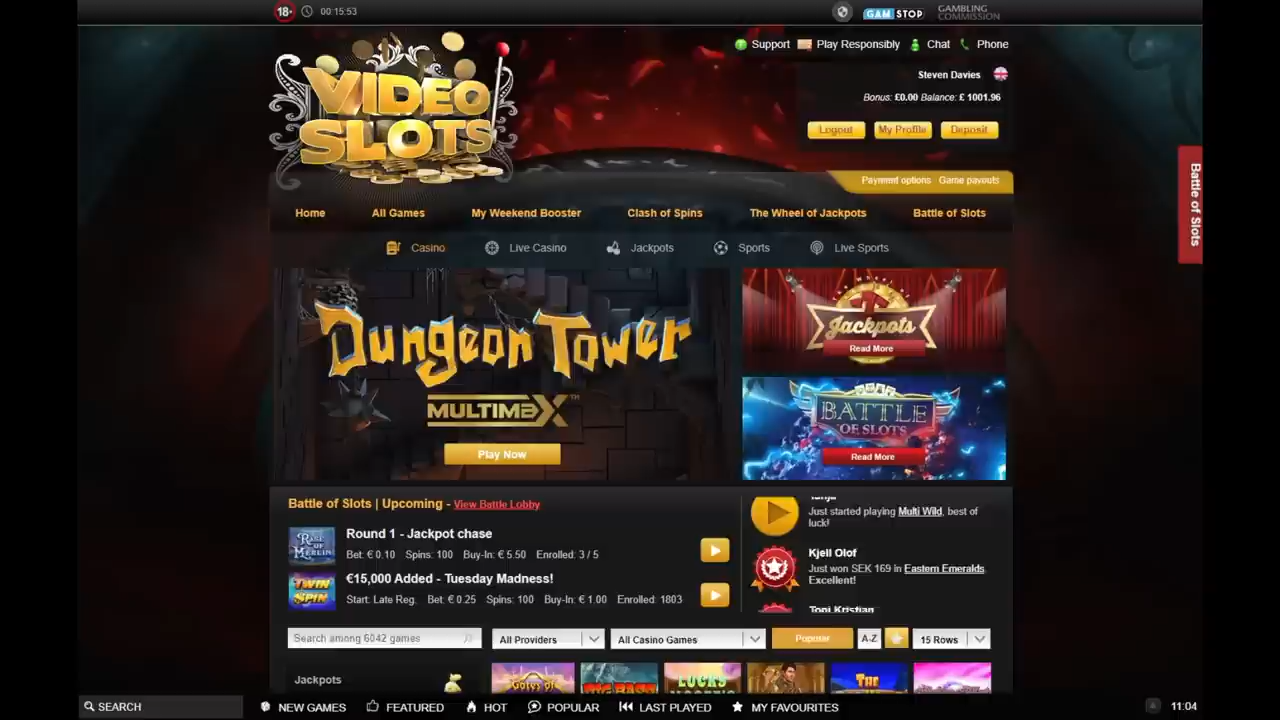 18+ 00:15:53
GAMSTOP GAMBLING COMMISSION
Support Play Responsibly Chat Phone
VIDEO SLOTS
Steven Davies
Bonus: £0.00 Balance: £ 1001.96
Logout My Profile Deposit
Payment options Game payouts
Battle of Slots
Home All Games My Weekend Booster Clash of Spins The Wheel of Jackpots Battle of Slots
Casino Live Casino Jackpots Sports Live Sports
Dungeon Tower
MULTIMAX™
Play Now
Jackpots
Read More
BATTLE OF SLOTS
Read More
Battle of Slots | Upcoming - View Battle Lobby
Round 1 - Jackpot chase
Bet: € 0.10 Spins: 100 Buy-In: € 5.50 Enrolled: 3 / 5
RISE OF MERLIN
€15,000 Added - Tuesday Madness!
Start: Late Reg. Bet: € 0.25 Spins: 100 Buy-In: € 1.00 Enrolled: 1803
TWIN SPIN
Just started playing Multi Wild, best of
luck!
Kjell Olof
Just won SEK 169 in Eastern Emeralds.
Excellent!
Toni Kristian
Search among 6042 games All Providers All Casino Games Popular A-Z 15 Rows
Jackpots
SEARCH NEW GAMES FEATURED HOT POPULAR LAST PLAYED MY FAVOURITES 11:04